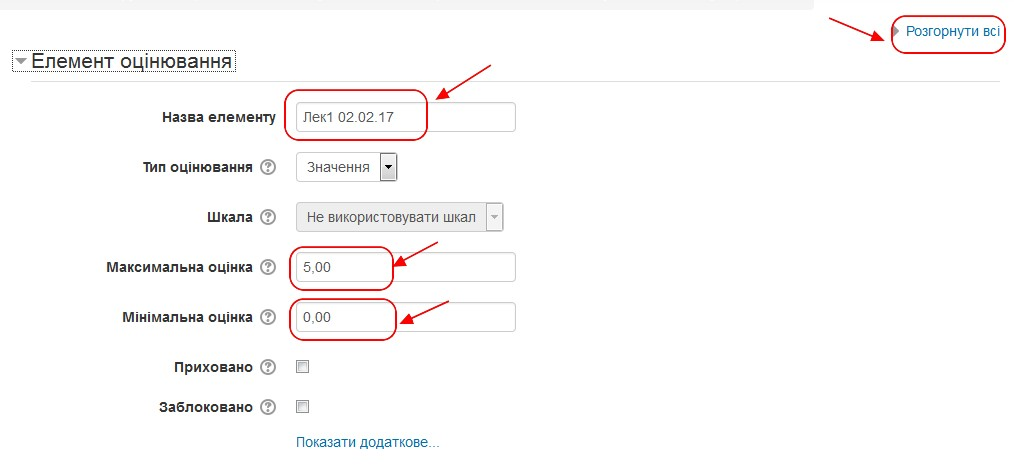 Розгорнути всі
Елемент оцінювання
Назва елементу Лек1 02.02.17
Тип оцінювання Значення
Шкала Не використовувати шкал
Максимальна оцінка 5,00
Мінімальна оцінка 0,00
Приховано
Заблоковано
Показати додаткове...